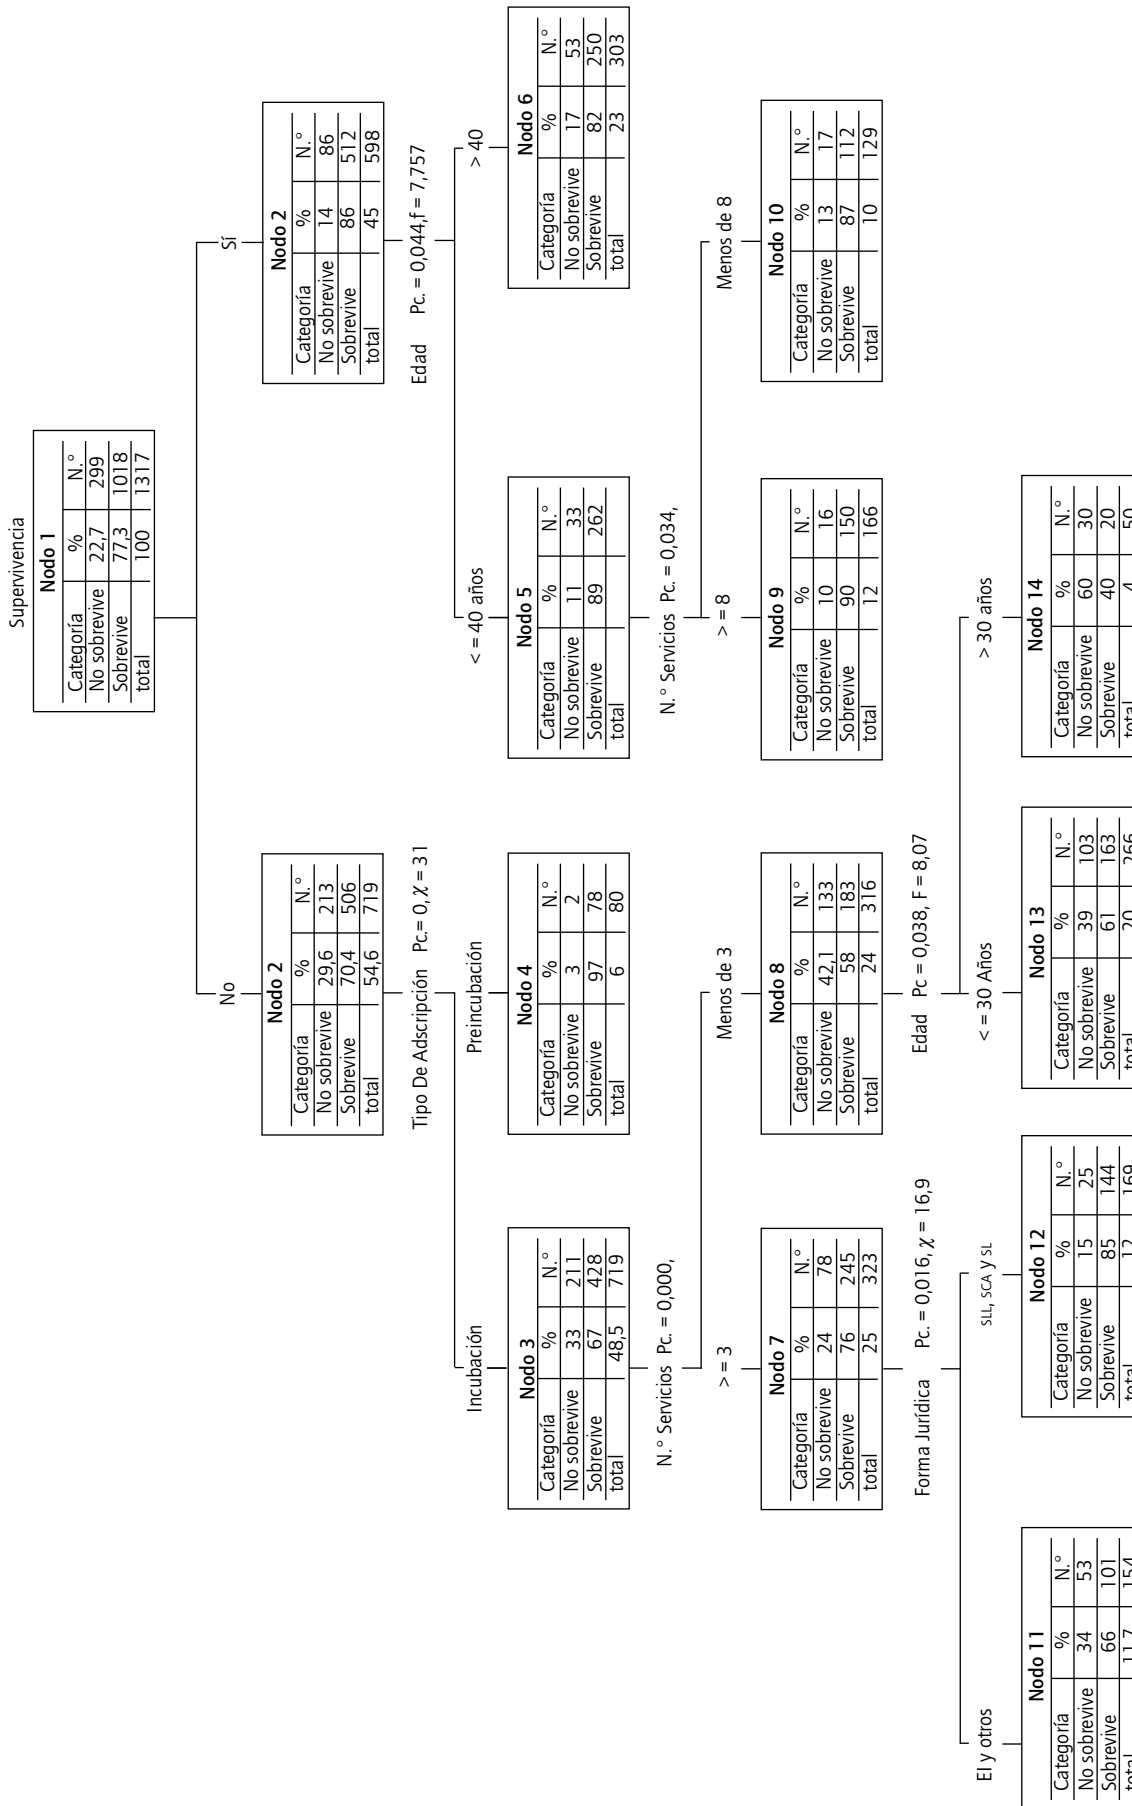 Supervivencia
Nodo 1
Categoría % N.°
No sobrevive 22,7 299
Sobrevive 77,3 1018
total 100 1317
No
Sí
Nodo 2
Categoría % N.°
No sobrevive 29,6 213
Sobrevive 70,4 506
total 54,6 719
Nodo 2
Categoría % N.°
No sobrevive 14 86
Sobrevive 86 512
total 45 598
Tipo De Adscripción Pc.= 0, χ = 31
Edad Pc. = 0,044,f = 7,757
Incubación
Preincubación
< = 40 años
> 40
Nodo 3
Categoría % N.°
No sobrevive 33 211
Sobrevive 67 428
total 48,5 719
Nodo 4
Categoría % N.°
No sobrevive 3 2
Sobrevive 97 78
total 6 80
Nodo 5
Categoría % N.°
No sobrevive 11 33
Sobrevive 89 262
total
Nodo 6
Categoría % N.°
No sobrevive 17 53
Sobrevive 82 250
total 23 303
N.° Servicios Pc. = 0,000,
N.° Servicios Pc. = 0,034,
> = 3
Menos de 3
> = 8
Menos de 8
Nodo 7
Categoría % N.°
No sobrevive 24 78
Sobrevive 76 245
total 25 323
Nodo 8
Categoría % N.°
No sobrevive 42,1 133
Sobrevive 58 183
total 24 316
Nodo 9
Categoría % N.°
No sobrevive 10 16
Sobrevive 90 150
total 12 166
Nodo 10
Categoría % N.°
No sobrevive 13 17
Sobrevive 87 112
total 10 129
Forma Jurídica Pc. = 0,016, χ = 16,9
Edad Pc = 0,038, F = 8,07
EI y otros
SLL, SCA y SL
< = 30 Años
> 30 años
Nodo 11
Categoría % N.°
No sobrevive 34 53
Sobrevive 66 101
total 11,7 154
Nodo 12
Categoría % N.°
No sobrevive 15 25
Sobrevive 85 144
total 12 169
Nodo 13
Categoría % N.°
No sobrevive 39 103
Sobrevive 61 163
total 20 266
Nodo 14
Categoría % N.°
No sobrevive 60 30
Sobrevive 40 20
total 4 50